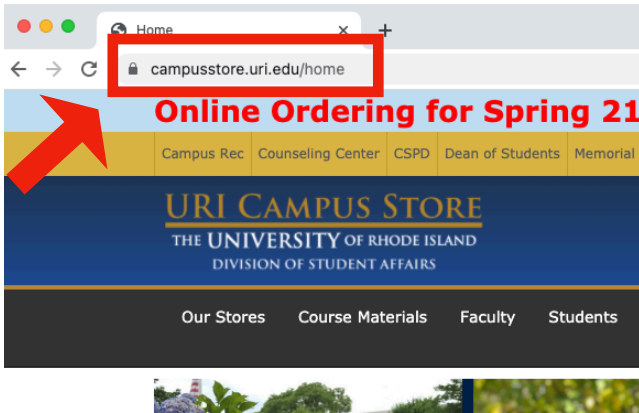 Home
campusstore.uri.edu/home
Online Ordering for Spring 21
Campus Rec Counseling Center CSPD Dean of Students Memorial
URI CAMPUS STORE
THE UNIVERSITY OF RHODE ISLAND
DIVISION OF STUDENT AFFAIRS
Our Stores Course Materials Faculty Students